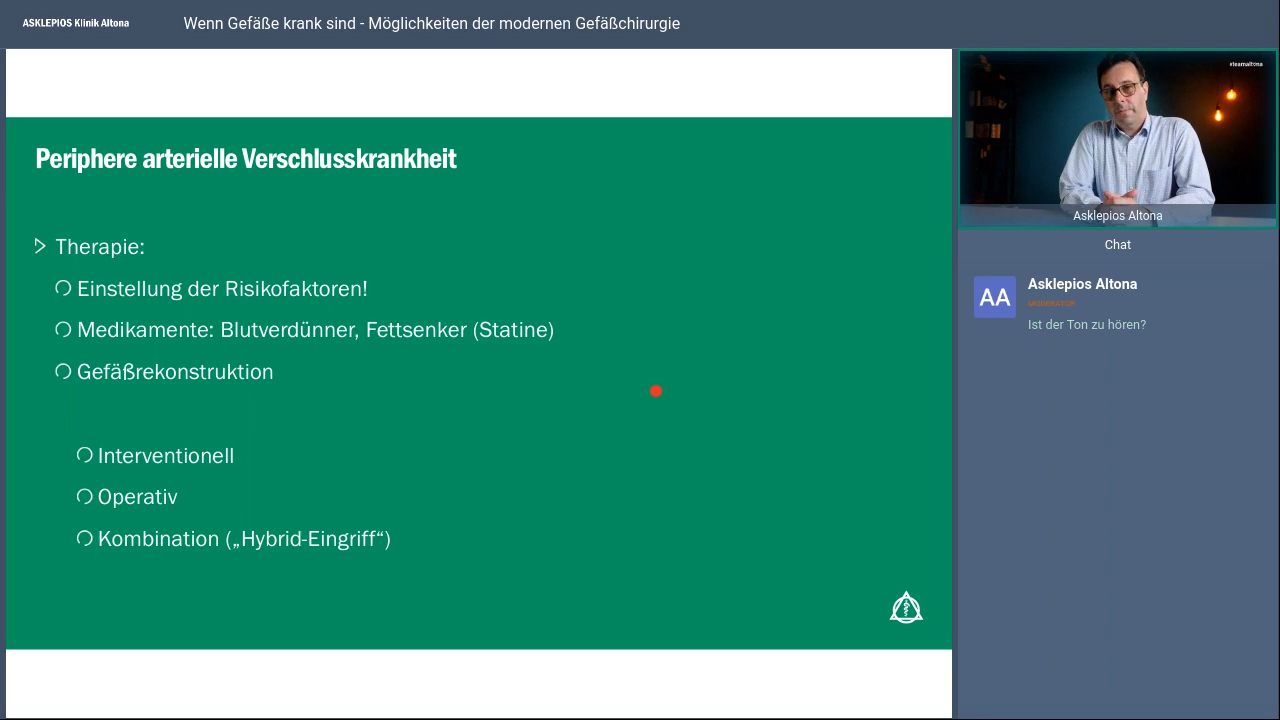 ASKLEPIOS Klinik Altona
Wenn Gefäße krank sind - Möglichkeiten der modernen Gefäßchirurgie
Periphere arterielle Verschlusskrankheit
Therapie:
Einstellung der Risikofaktoren!
Medikamente: Blutverdünner, Fettsenker (Statine)
Gefäßrekonstruktion
Interventionell
Operativ
Kombination („Hybrid-Eingriff“)
#teamaltona
Asklepios Altona
Chat
AA
Asklepios Altona
MODERATOR
Ist der Ton zu hören?